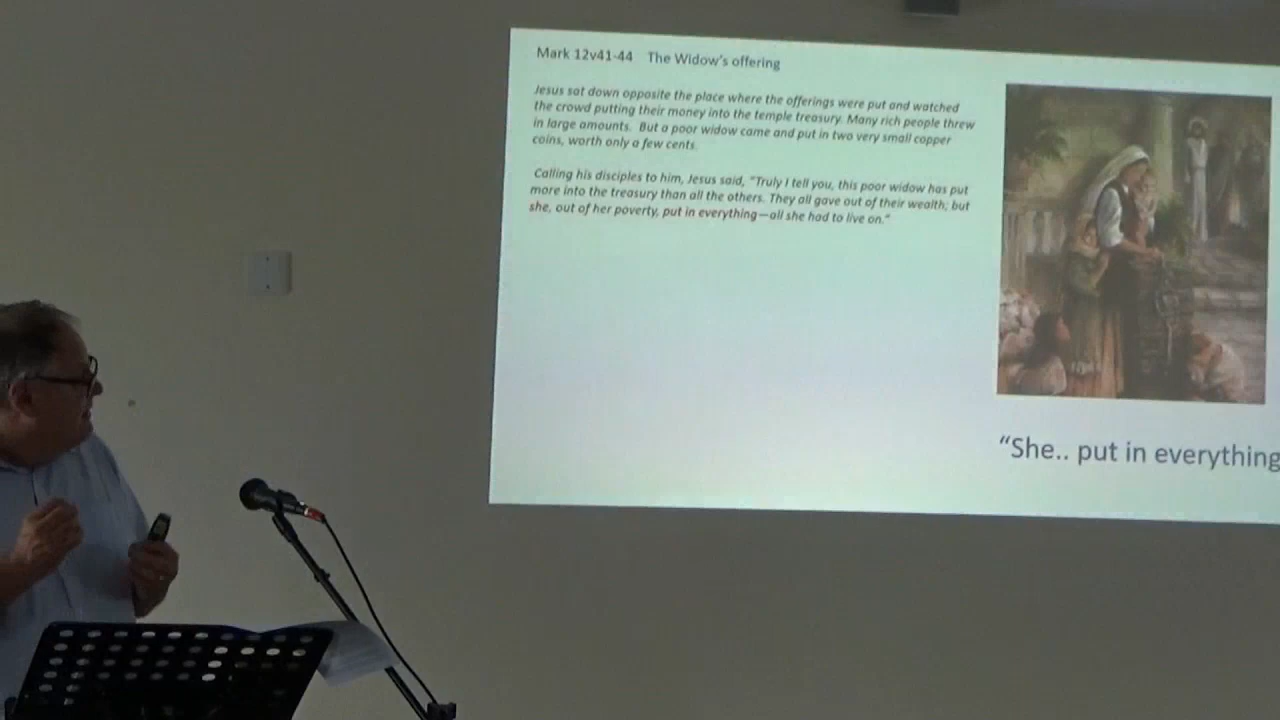 Mark 12v41-44 The Widow's offering
Jesus sat down opposite the place where the offerings were put and watched
the crowd putting their money into the temple treasury. Many rich people threw
in large amounts. But a poor widow came and put in two very small copper
coins, worth only a few cents.
Calling his disciples to him, Jesus said, "Truly I tell you, this poor widow has put
more into the treasury than all the others. They all gave out of their wealth; but
she, out of her poverty, put in everything—all she had to live on."
"She.. put in everything